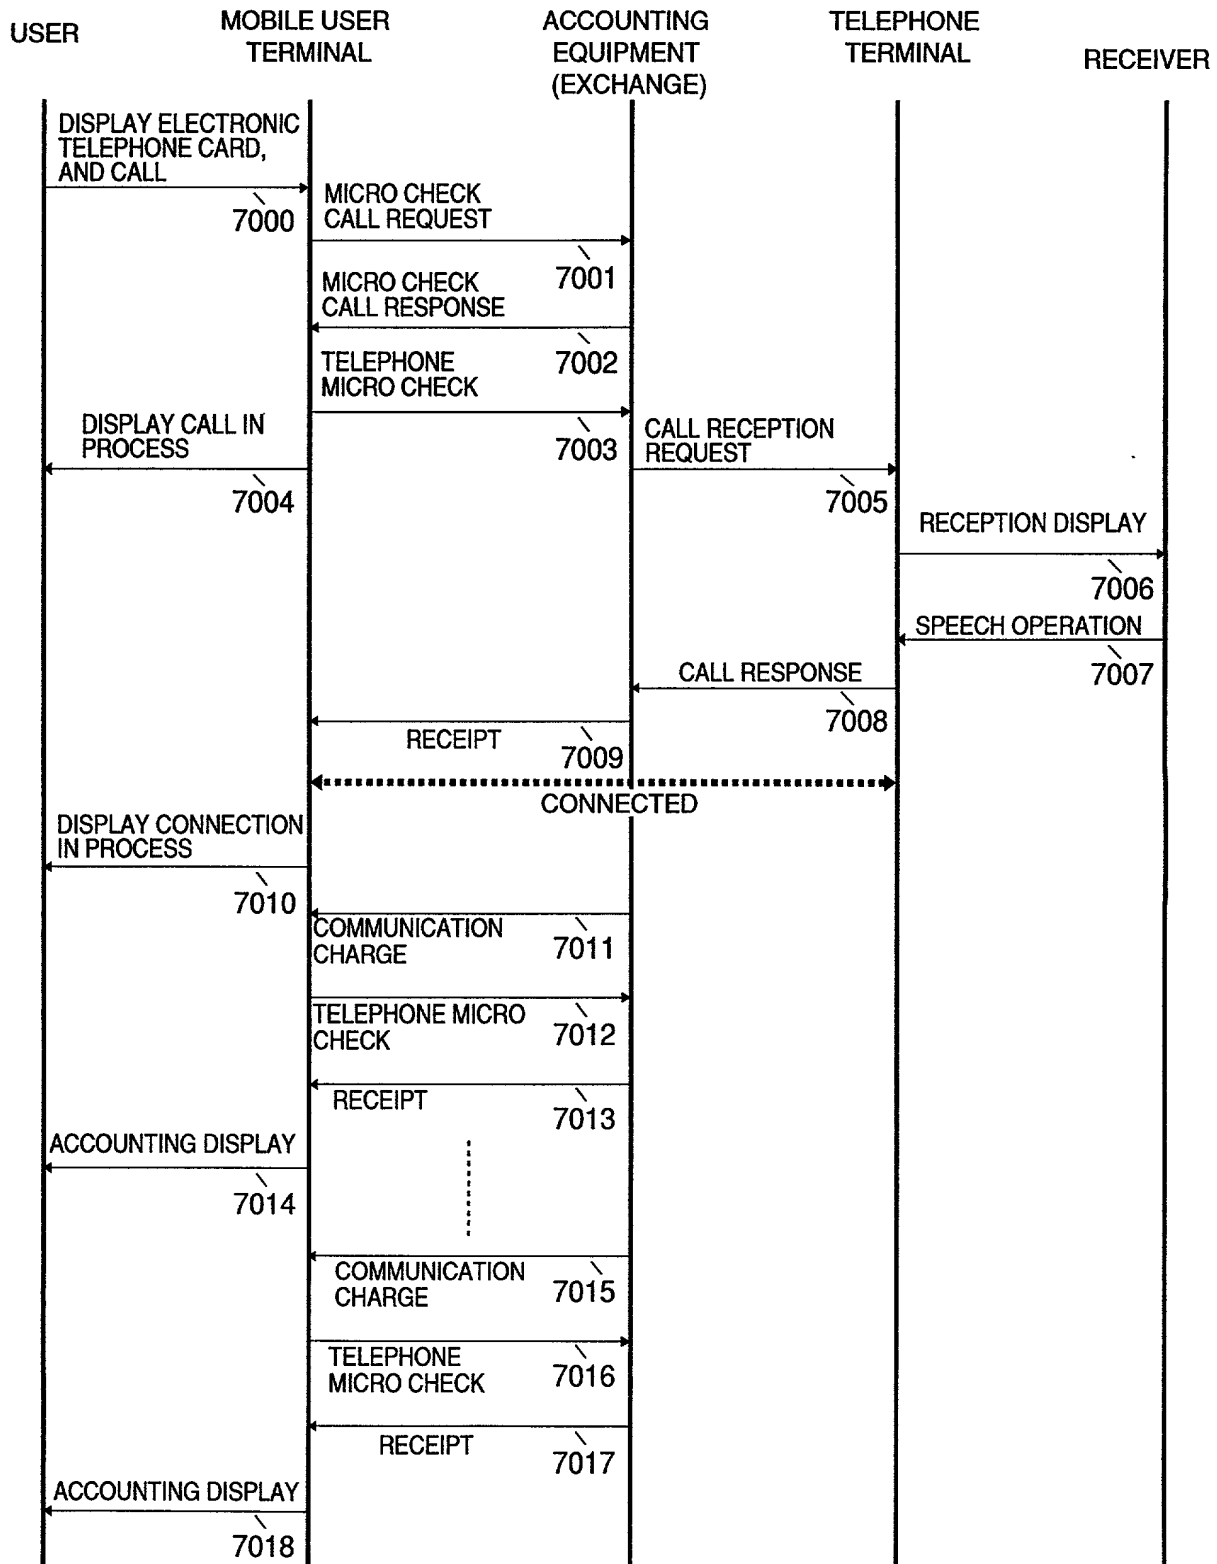 USER
MOBILE USER
TERMINAL
ACCOUNTING
EQUIPMENT
(EXCHANGE)
TELEPHONE
TERMINAL
RECEIVER
DISPLAY ELECTRONIC
TELEPHONE CARD,
AND CALL
7000
MICRO CHECK
CALL REQUEST
7001
MICRO CHECK
CALL RESPONSE
7002
TELEPHONE
MICRO CHECK
7003
DISPLAY CALL IN
PROCESS
7004
CALL RECEPTION
REQUEST
7005
RECEPTION DISPLAY
7006
SPEECH OPERATION
7007
CALL RESPONSE
7008
RECEIPT
7009
CONNECTED
DISPLAY CONNECTION
IN PROCESS
7010
COMMUNICATION
CHARGE
7011
TELEPHONE MICRO
CHECK
7012
RECEIPT
7013
ACCOUNTING DISPLAY
7014
COMMUNICATION
CHARGE
7015
TELEPHONE
MICRO CHECK
7016
RECEIPT
7017
ACCOUNTING DISPLAY
7018